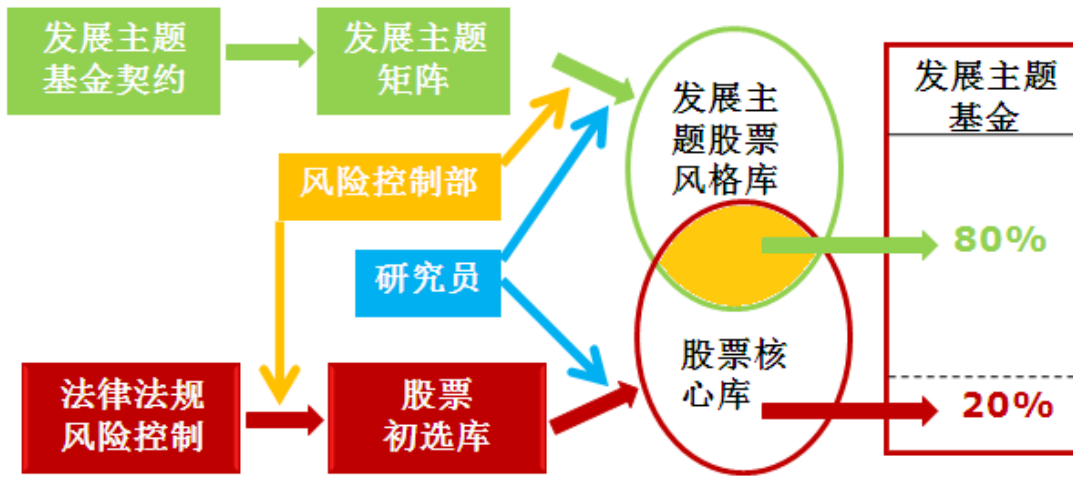 发展主题
基金契约
发展主题
矩阵
发展主
题股票
风格库
发展主题
基金
风险控制部
80%
研究员
法律法规
风险控制
股票
初选库
股票核
心库
20%